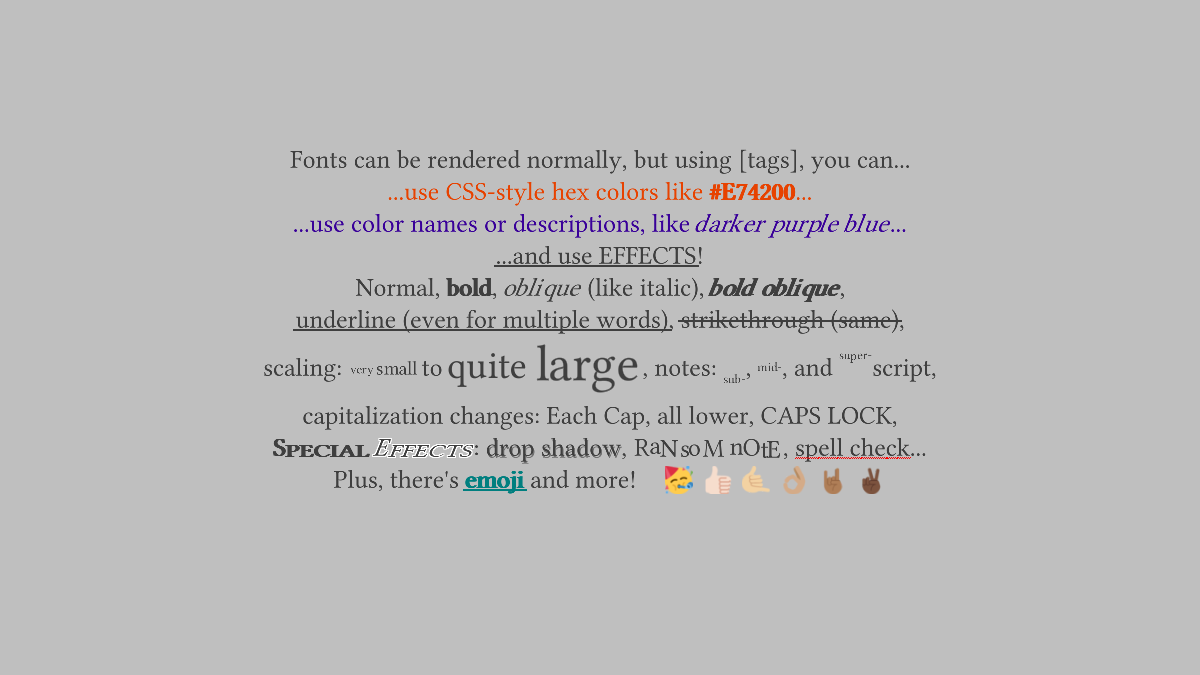 Fonts can be rendered normally, but using [tags], you can...
...use CSS-style hex colors like #E74200...
...use color names or descriptions, like darker purple blue...
...and use EFFECTS!
Normal, bold, oblique (like italic), bold oblique,
underline (even for multiple words), strikethrough (same),
scaling: very small to quite large, notes: sub-, mid-, and super-script,
capitalization changes: Each Cap, all lower, CAPS LOCK,
Special Effects: drop shadow, RaNsoM nOtE, spell check...
Plus, there's emoji and more! 🥳👍🏻🤙🏼👌🏽🤘🏾✌🏿